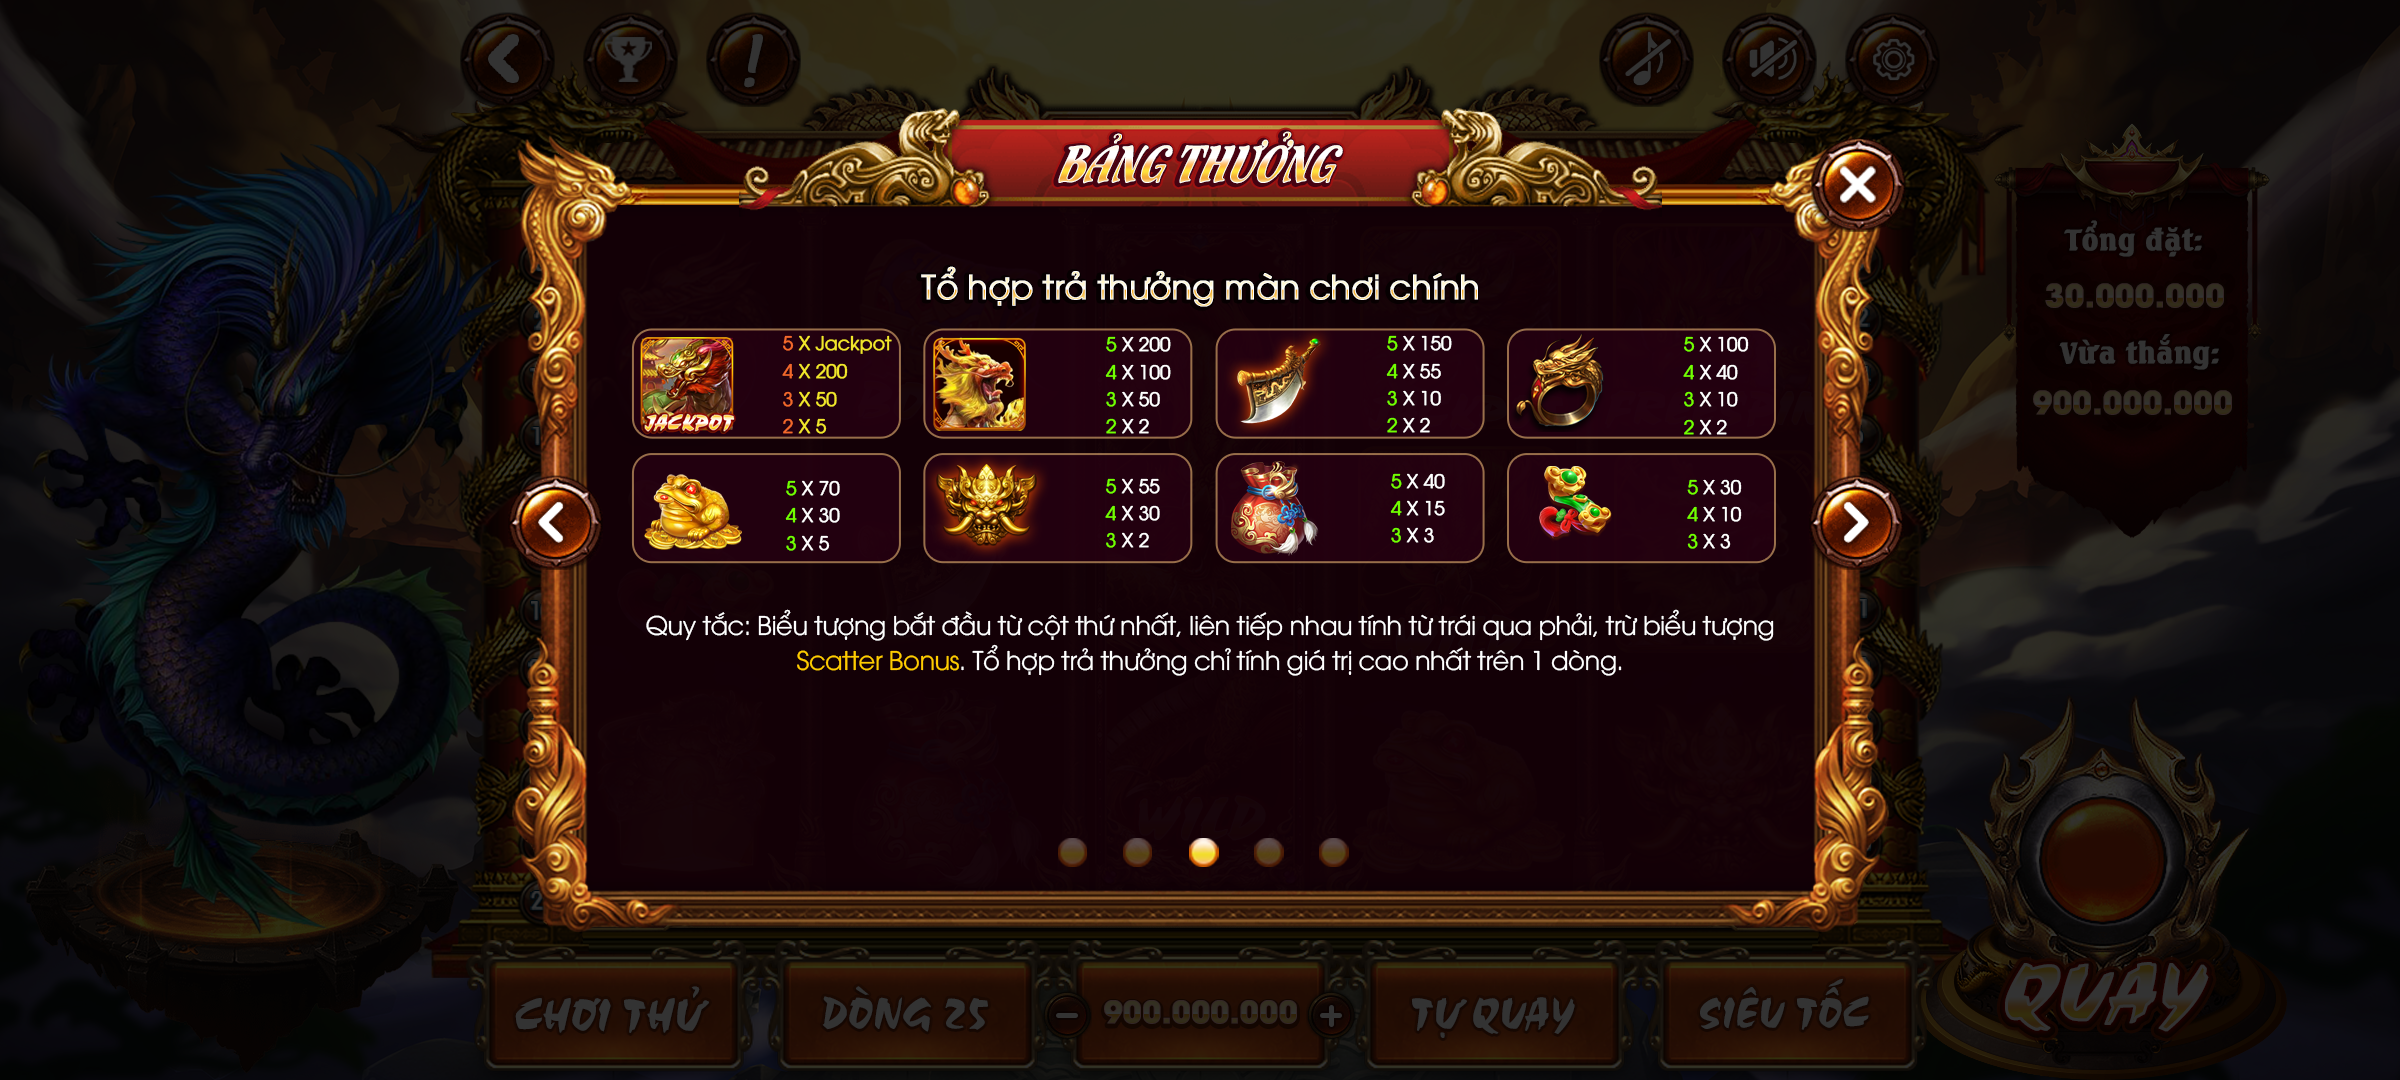 BẢNG THƯỞNG
Tổng đặt:
30.000.000
Vừa thắng:
900.000.000
Tổ hợp trả thưởng màn chơi chính
JACKPOT
5 X Jackpot
4 X 200
3 X 50
2 X 5
5 X 200
4 X 100
3 X 50
2 X 2
5 X 150
4 X 55
3 X 10
2 X 2
5 X 100
4 X 40
3 X 10
2 X 2
5 X 70
4 X 30
3 X 5
5 X 55
4 X 30
3 X 2
5 X 40
4 X 15
3 X 3
5 X 30
4 X 10
3 X 3
Quy tắc: Biểu tượng bắt đầu từ cột thứ nhất, liên tiếp nhau tính từ trái qua phải, trừ biểu tượng
Scatter Bonus. Tổ hợp trả thưởng chỉ tính giá trị cao nhất trên 1 dòng.
WILD
CHƠI THỬ
DÒNG 25
900.000.000
TỰ QUAY
SIÊU TỐC
QUAY